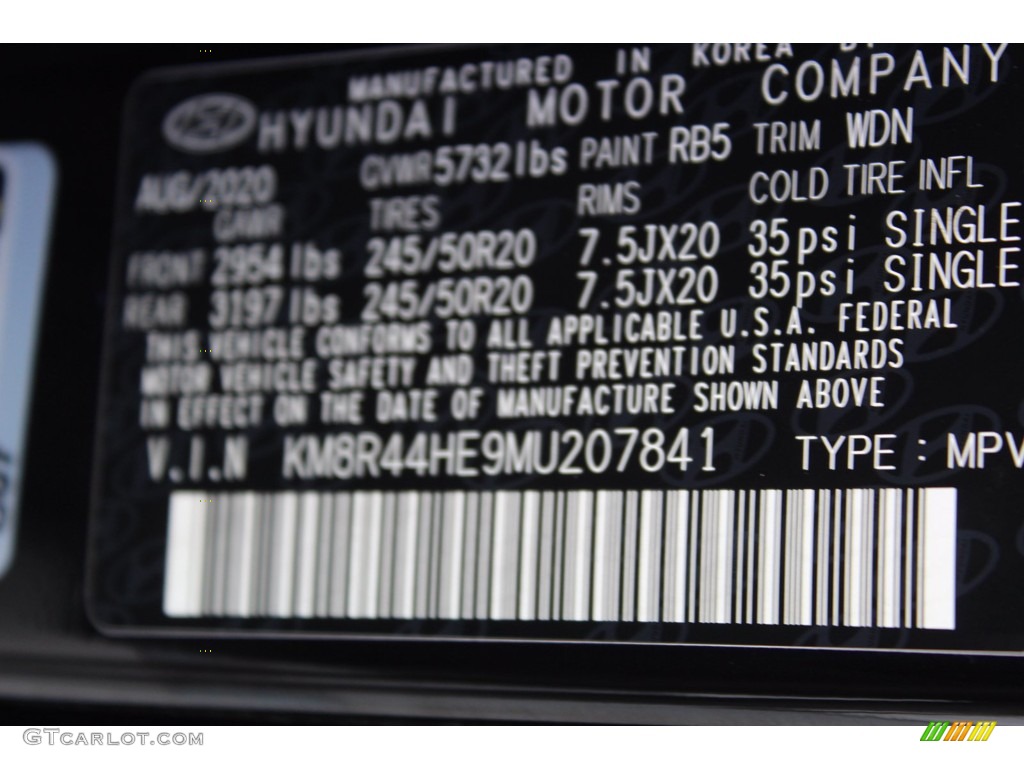 MANUFACTURED IN KOREA BY
HYUNDAI MOTOR COMPANY
AUG/2020 GVWR 5732 lbs PAINT RB5 TRIM WDN
GAWR TIRES RIMS COLD TIRE INFL
FRONT 2954 lbs 245/50R20 7.5JX20 35psi SINGLE
REAR 3197 lbs 245/50R20 7.5JX20 35psi SINGLE
THIS VEHICLE CONFORMS TO ALL APPLICABLE U.S.A. FEDERAL
MOTOR VEHICLE SAFETY AND THEFT PREVENTION STANDARDS
IN EFFECT ON THE DATE OF MANUFACTURE SHOWN ABOVE
V.I.N KM8R44HE9MU207841 TYPE : MPV
GTCARLOT.COM